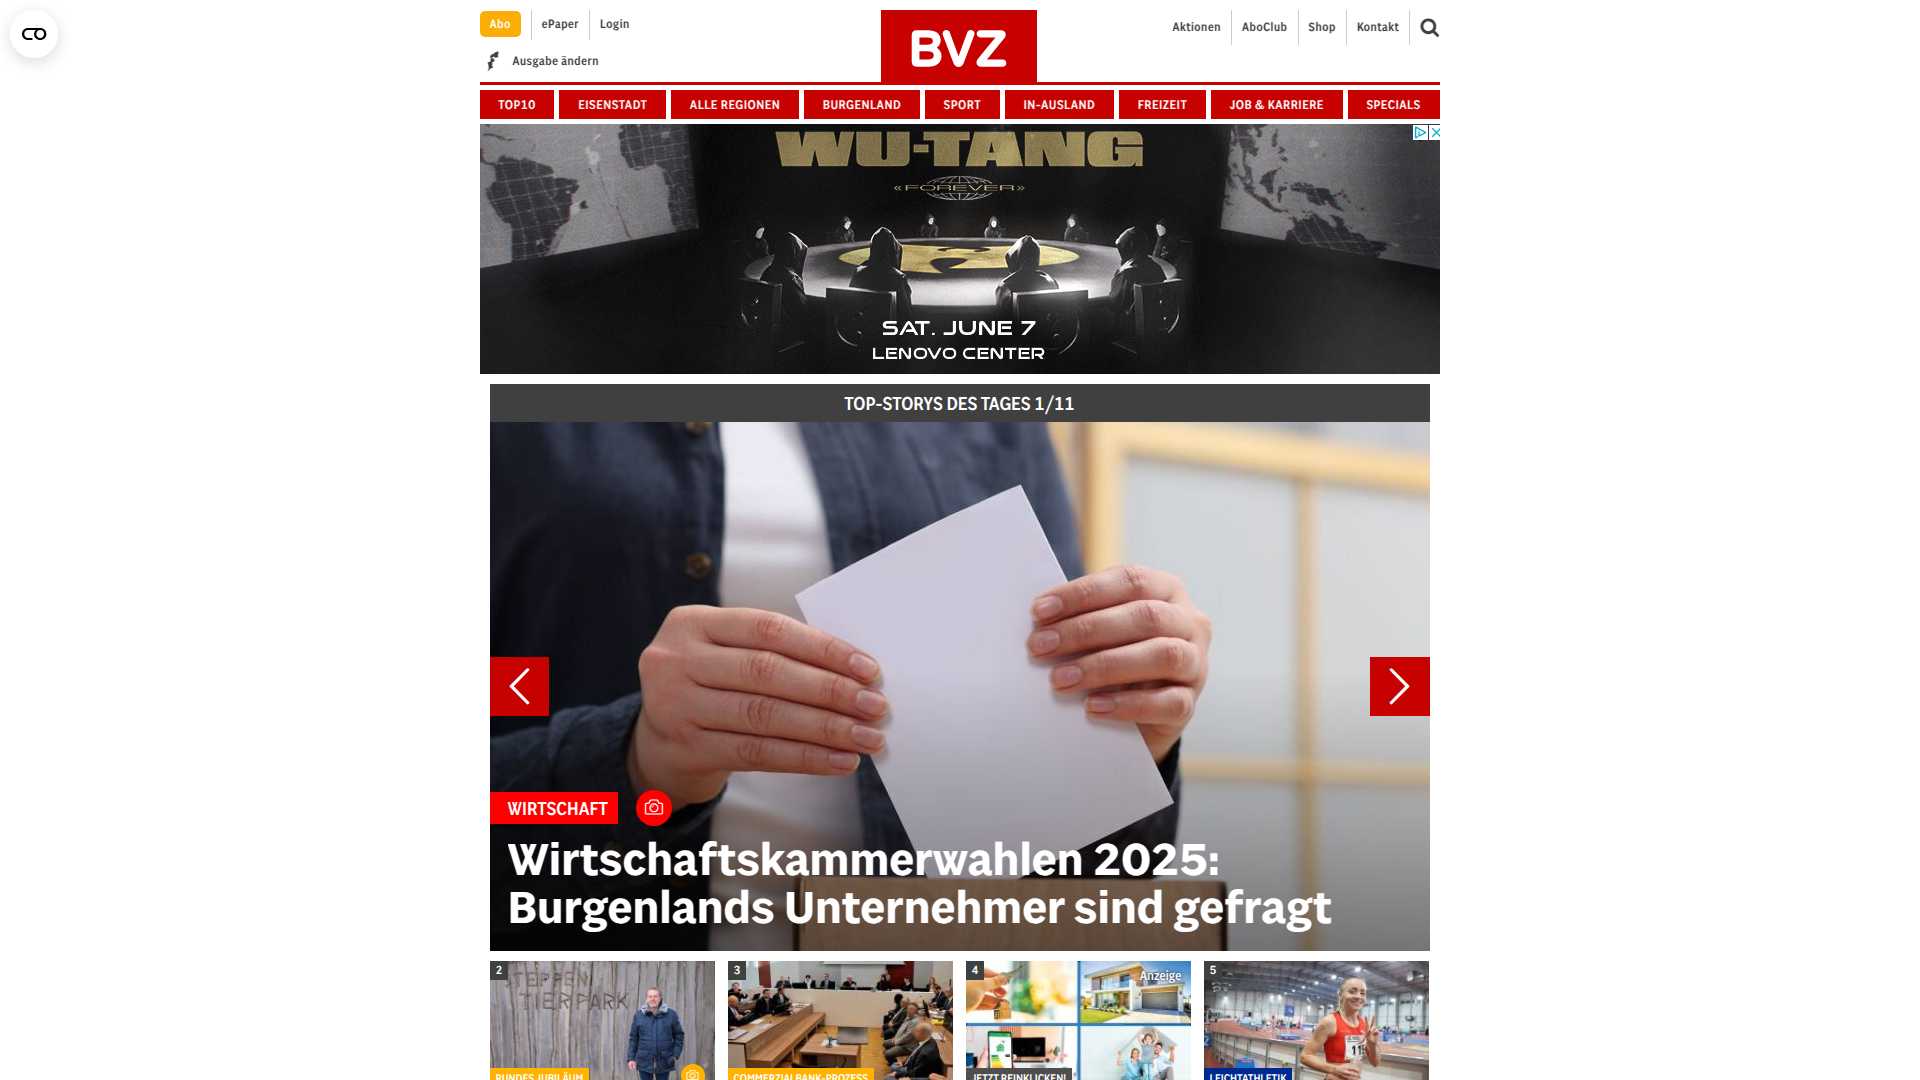 Abo
ePaper
Login
Ausgabe ändern
BVZ
Aktionen
AboClub
Shop
Kontakt
TOP10
EISENSTADT
ALLE REGIONEN
BURGENLAND
SPORT
IN-AUSLAND
FREIZEIT
JOB & KARRIERE
SPECIALS
WU-TANG
«FOREVER»
SAT. JUNE 7
LENOVO CENTER
TOP-STORYS DES TAGES 1/11
WIRTSCHAFT
Wirtschaftskammerwahlen 2025:
Burgenlands Unternehmer sind gefragt
2
STEPPEN
TIERPARK
RUNDES JUBILÄUM
3
COMMERZIALBANK-PROZESS
4
Anzeige
JETZT REINKLICKEN!
5
11
LEICHTATHLETIK